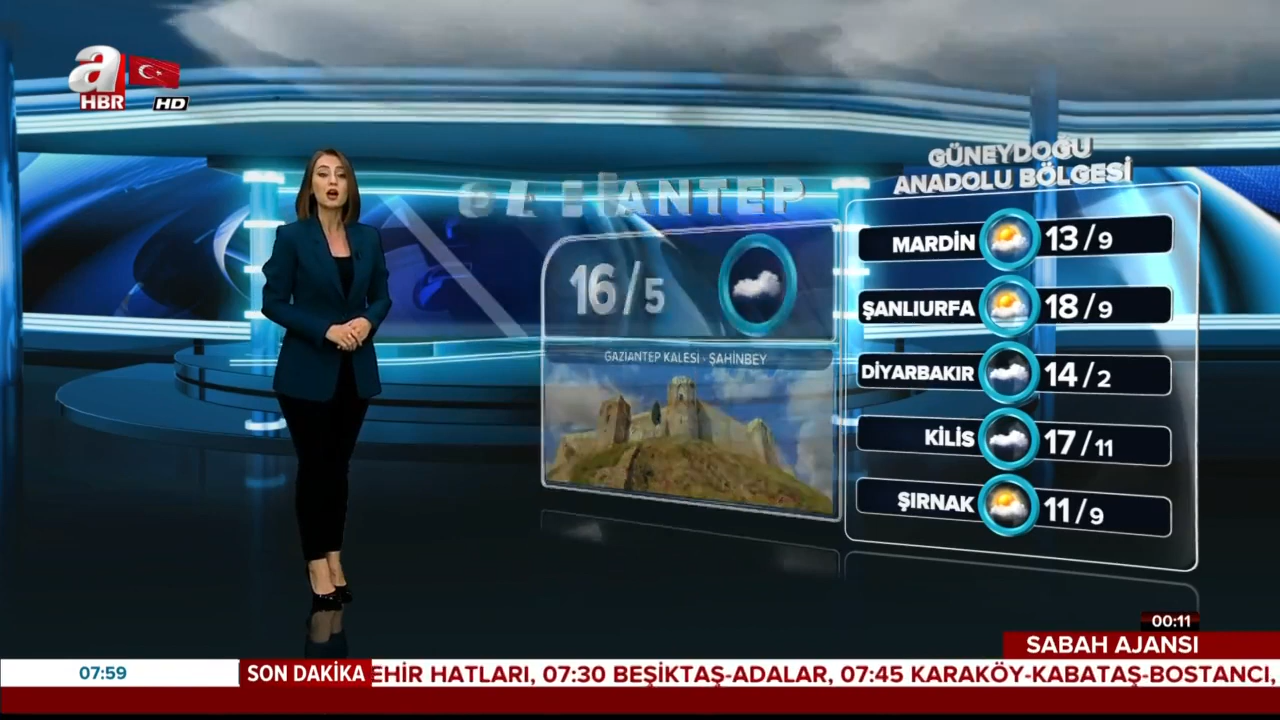 a
HBR
HD
GÜNEYDOĞU
ANADOLU BÖLGESİ
16/5
GAZİANTEP KALESİ - ŞAHİNBEY
MARDİN 13/9
ŞANLIURFA 18/9
DİYARBAKIR 14/2
KİLİS 17/11
ŞIRNAK 11/9
00:11
SABAH AJANSI
07:59 SON DAKİKA EHİR HATLARI, 07:30 BEŞİKTAŞ-ADALAR, 07:45 KARAKÖY-KABATAŞ-BOSTANCI,